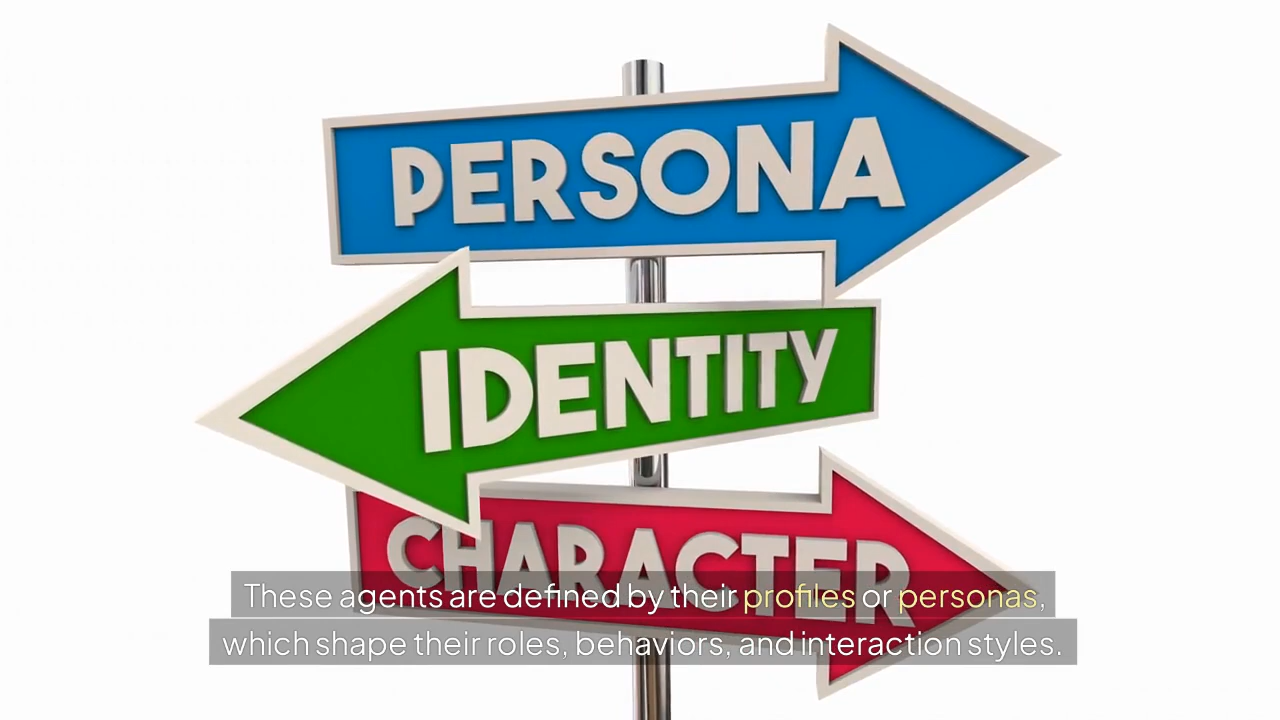 PERSONA
IDENTITY
CHARACTER
These agents are defined by their profiles or personas,
which shape their roles, behaviors, and interaction styles.